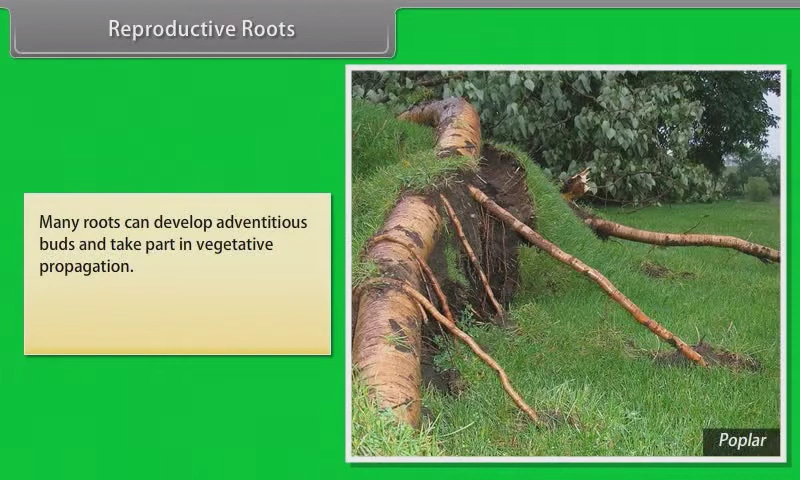 Reproductive Roots
Many roots can develop adventitious
buds and take part in vegetative
propagation.
Poplar